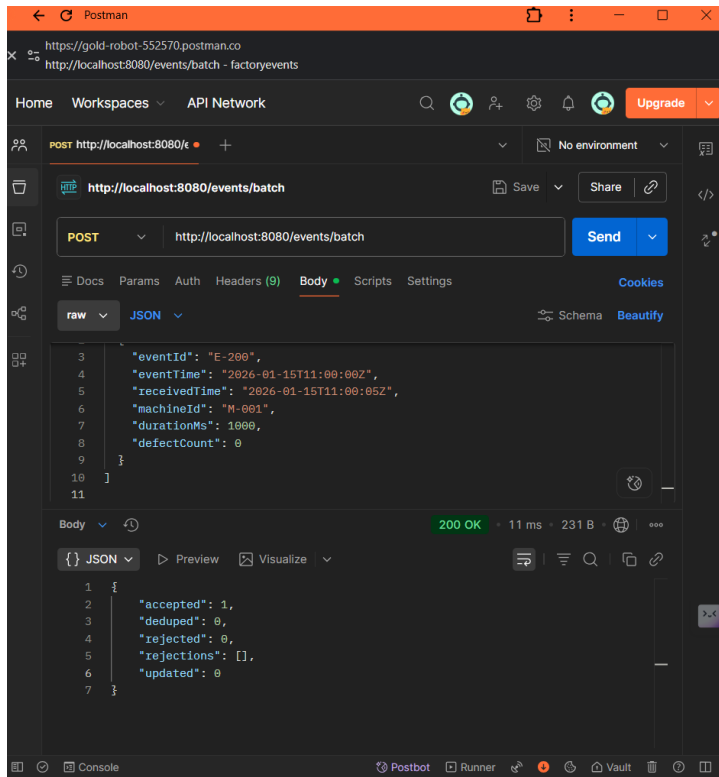 Postman
https://gold-robot-552570.postman.co
http://localhost:8080/events/batch - factoryevents
Home Workspaces API Network Upgrade
POST http://localhost:8080/e No environment
HTTP http://localhost:8080/events/batch Save Share
POST http://localhost:8080/events/batch Send
Docs Params Auth Headers (9) Body Scripts Settings Cookies
raw JSON Schema Beautify
3 "eventId": "E-200",
4 "eventTime": "2026-01-15T11:00:00Z",
5 "receivedTime": "2026-01-15T11:00:05Z",
6 "machineId": "M-001",
7 "durationMs": 1000,
8 "defectCount": 0
9 }
10 ]
11
Body 200 OK • 11 ms • 231 B
{} JSON Preview Visualize
1 {
2 "accepted": 1,
3 "deduped": 0,
4 "rejected": 0,
5 "rejections": [],
6 "updated": 0
7 }
Console Postbot Runner Vault